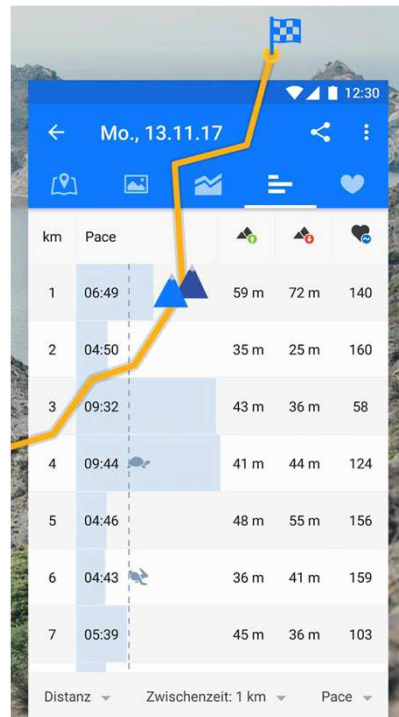 12:30
Mo., 13.11.17
km Pace
1 06:49 59 m 72 m 140
2 04:50 35 m 25 m 160
3 09:32 43 m 36 m 58
4 09:44 41 m 44 m 124
5 04:46 48 m 55 m 156
6 04:43 36 m 41 m 159
7 05:39 45 m 36 m 103
Distanz Zwischenzeit: 1 km Pace